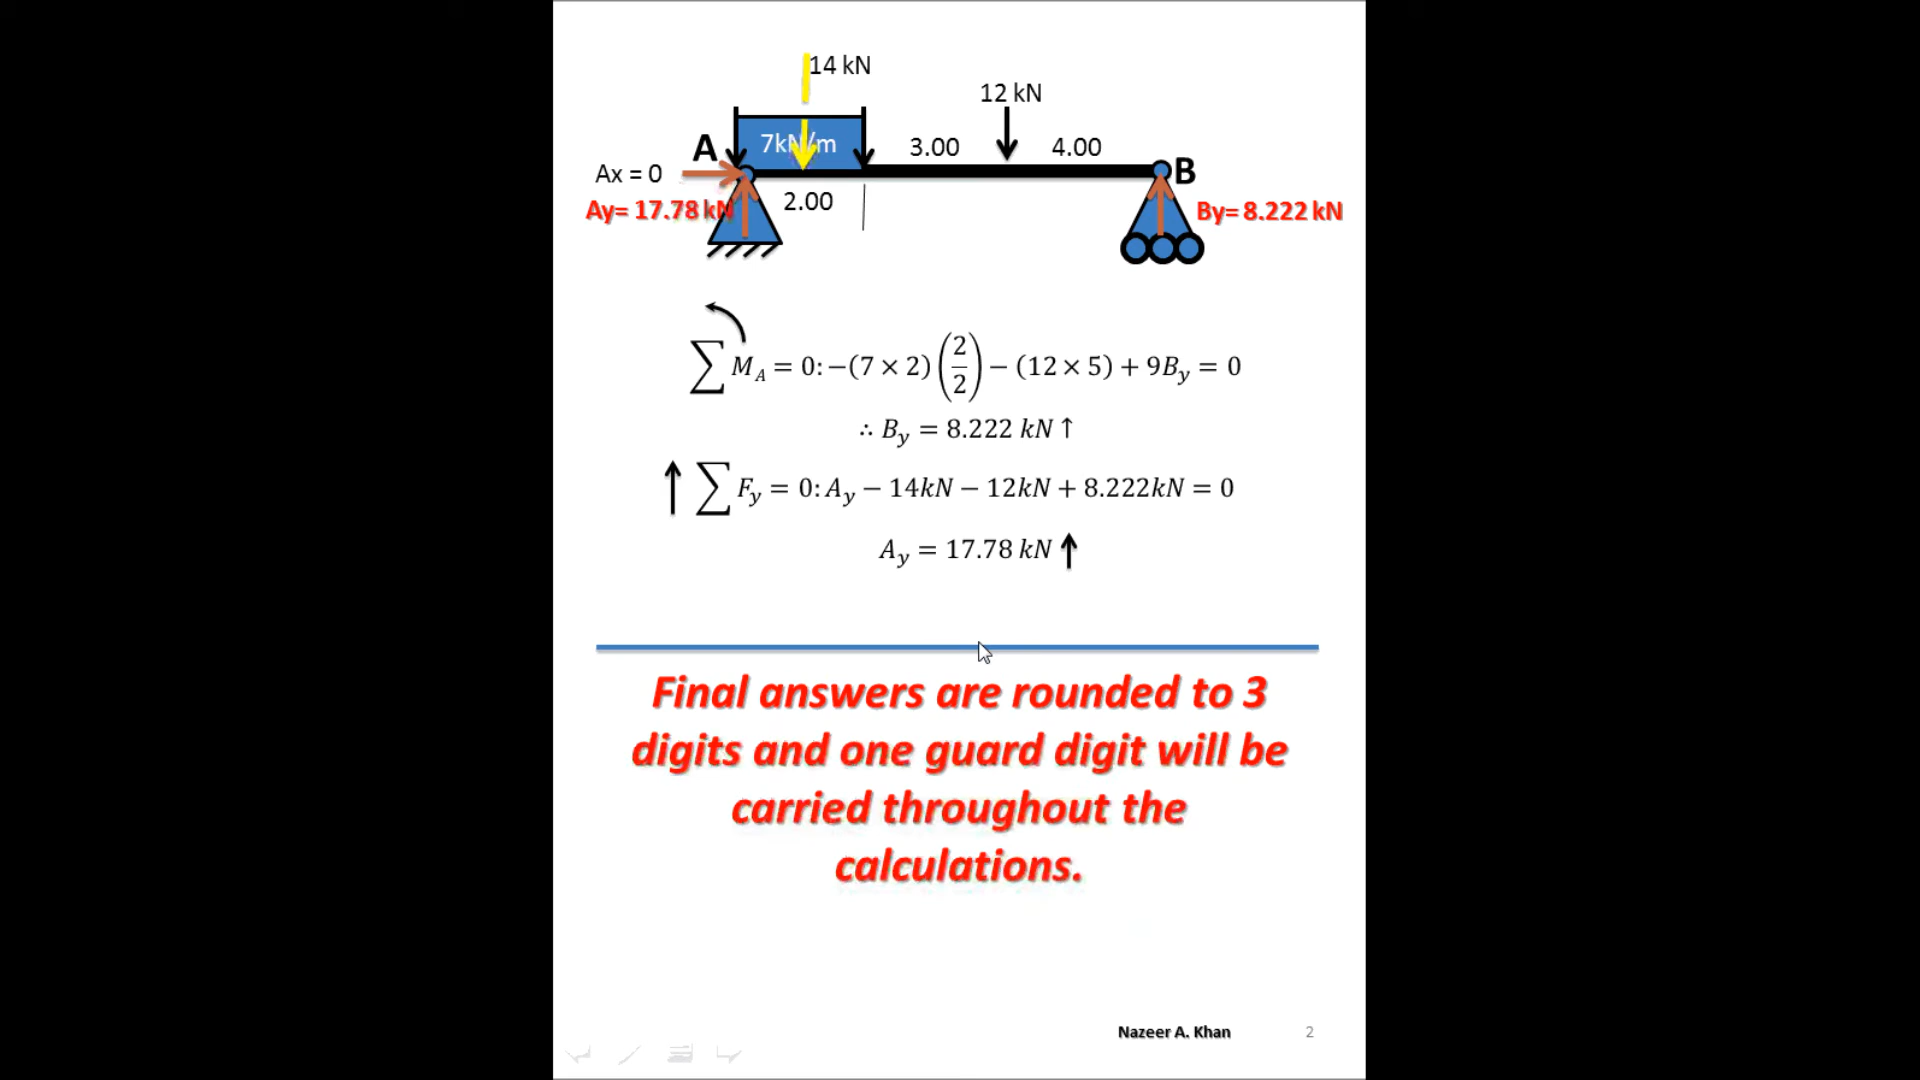 14 kN
12 kN
A
7kN/m
3.00
4.00
B
Ax = 0
2.00
Ay= 17.78 kN
By= 8.222 kN
∑ M_A = 0: −(7 × 2) (2/2) − (12 × 5) + 9B_y = 0
∴ B_y = 8.222 kN ↑
↑ ∑ F_y = 0: A_y − 14kN − 12kN + 8.222kN = 0
A_y = 17.78 kN ↑
Final answers are rounded to 3
digits and one guard digit will be
carried throughout the
calculations.
Nazeer A. Khan
2